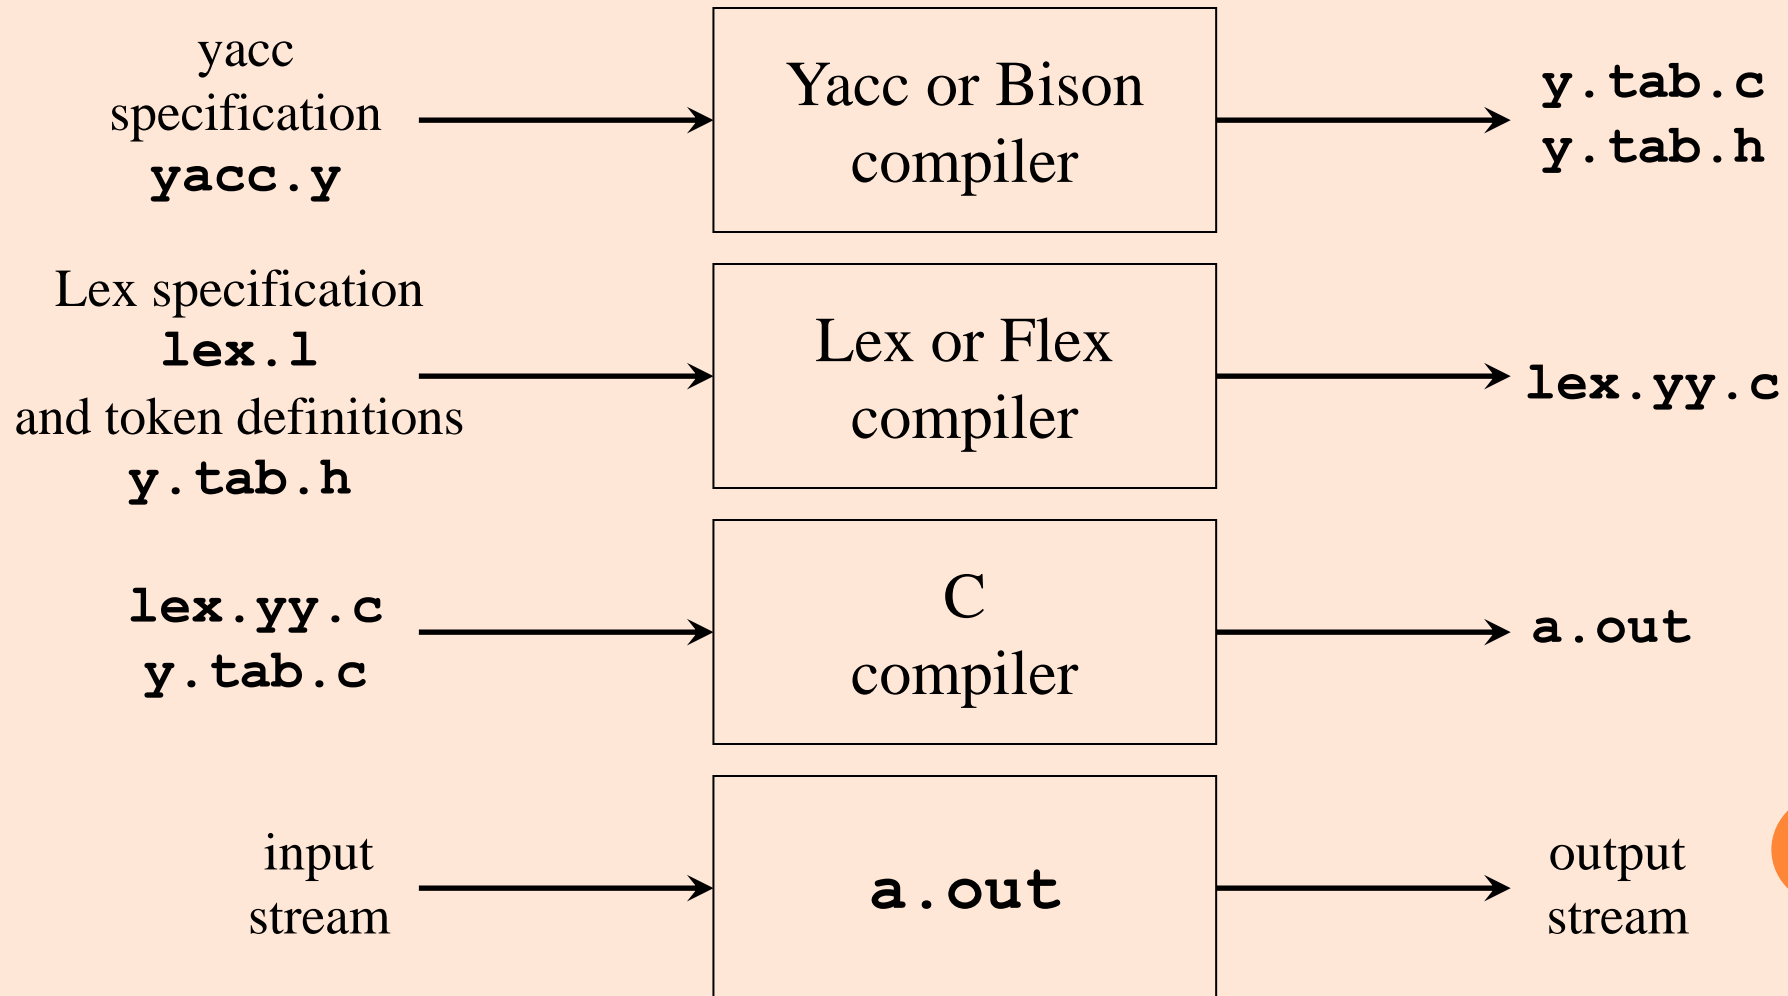 yacc
specification
yacc.y
Yacc or Bison
compiler
y.tab.c
y.tab.h
Lex specification
lex.l
and token definitions
y.tab.h
Lex or Flex
compiler
lex.yy.c
lex.yy.c
y.tab.c
C
compiler
a.out
input
stream
a.out
output
stream